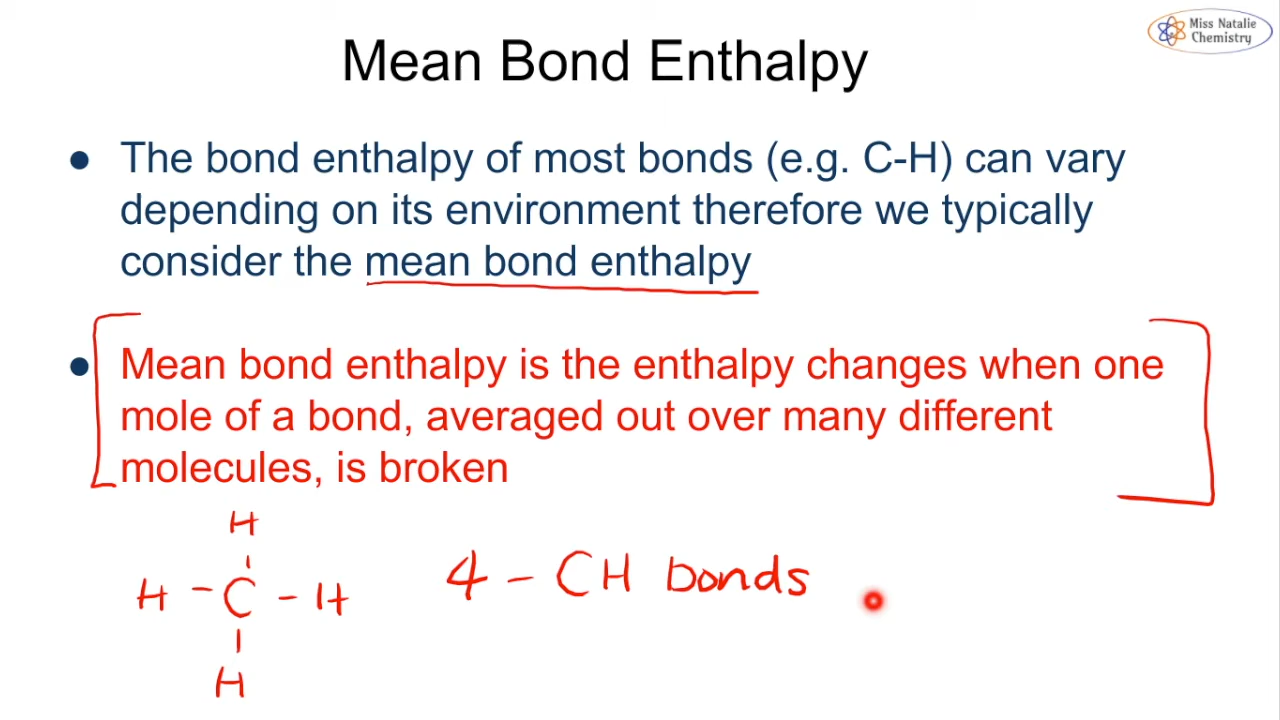 Miss Natalie
Chemistry
Mean Bond Enthalpy
● The bond enthalpy of most bonds (e.g. C-H) can vary
depending on its environment therefore we typically
consider the mean bond enthalpy
● Mean bond enthalpy is the enthalpy changes when one
mole of a bond, averaged out over many different
molecules, is broken
H
H - C - H
H
4 - CH bonds